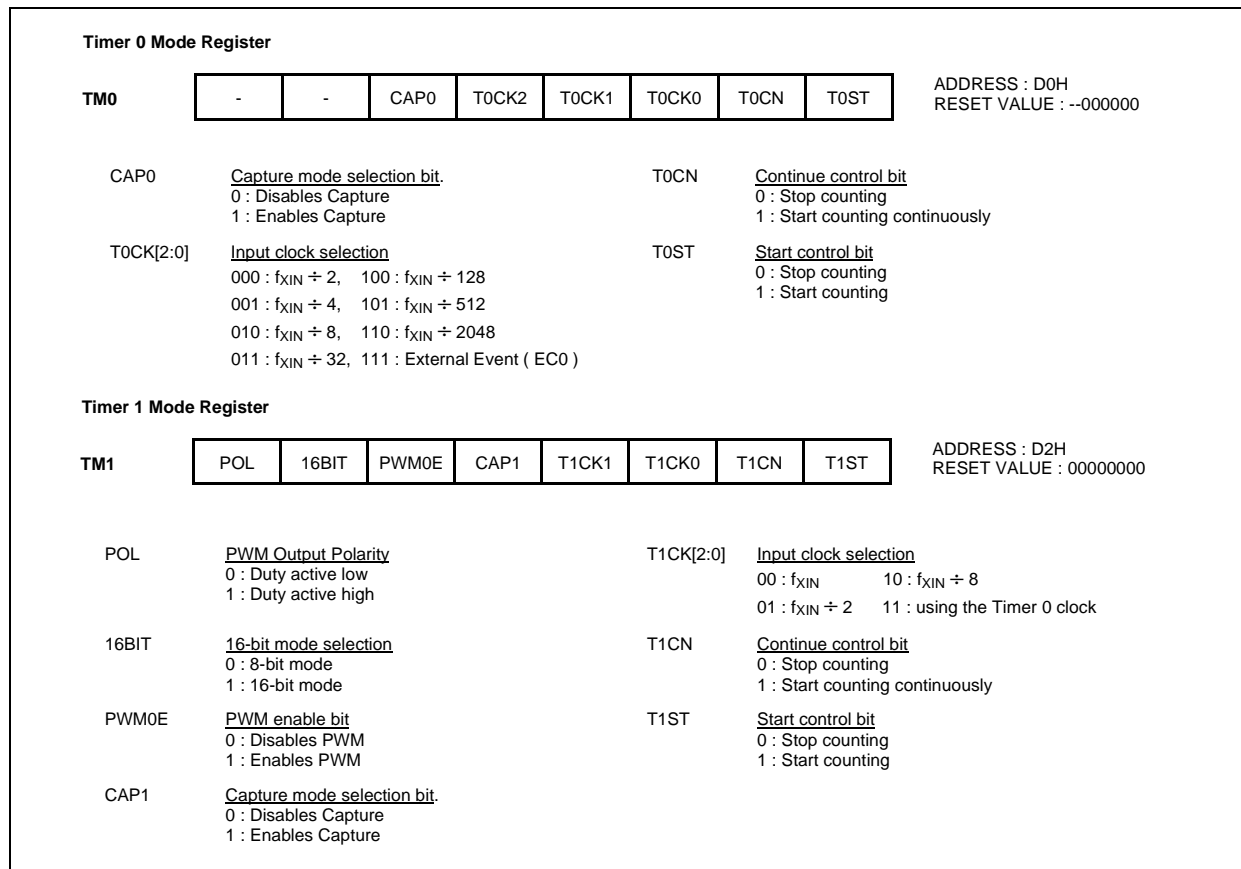 Timer 0 Mode Register
TM0 - - CAP0 T0CK2 T0CK1 T0CK0 T0CN T0ST
ADDRESS : D0H
RESET VALUE : --000000
CAP0 Capture mode selection bit.
0 : Disables Capture
1 : Enables Capture
T0CN Continue control bit
0 : Stop counting
1 : Start counting continuously
T0CK[2:0] Input clock selection
000 : fXIN ÷ 2, 100 : fXIN ÷ 128
001 : fXIN ÷ 4, 101 : fXIN ÷ 512
010 : fXIN ÷ 8, 110 : fXIN ÷ 2048
011 : fXIN ÷ 32, 111 : External Event ( EC0 )
T0ST Start control bit
0 : Stop counting
1 : Start counting
Timer 1 Mode Register
TM1 POL 16BIT PWM0E CAP1 T1CK1 T1CK0 T1CN T1ST
ADDRESS : D2H
RESET VALUE : 00000000
POL PWM Output Polarity
0 : Duty active low
1 : Duty active high
T1CK[2:0] Input clock selection
00 : fXIN 10 : fXIN ÷ 8
01 : fXIN ÷ 2 11 : using the Timer 0 clock
16BIT 16-bit mode selection
0 : 8-bit mode
1 : 16-bit mode
T1CN Continue control bit
0 : Stop counting
1 : Start counting continuously
PWM0E PWM enable bit
0 : Disables PWM
1 : Enables PWM
T1ST Start control bit
0 : Stop counting
1 : Start counting
CAP1 Capture mode selection bit.
0 : Disables Capture
1 : Enables Capture